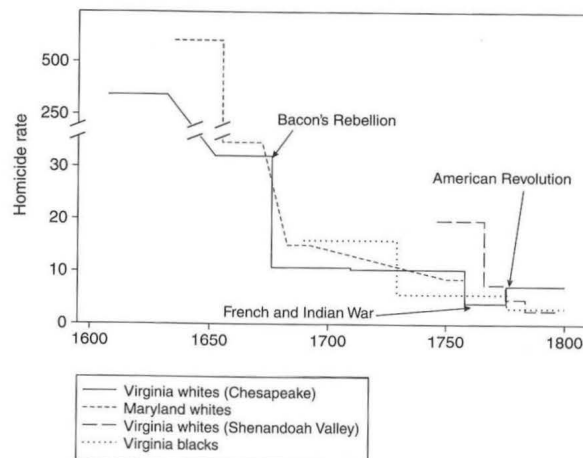 500
250
30
20
10
0
Homicide rate
Bacon's Rebellion
American Revolution
French and Indian War
1600
1650
1700
1750
1800
Virginia whites (Chesapeake)
Maryland whites
Virginia whites (Shenandoah Valley)
Virginia blacks